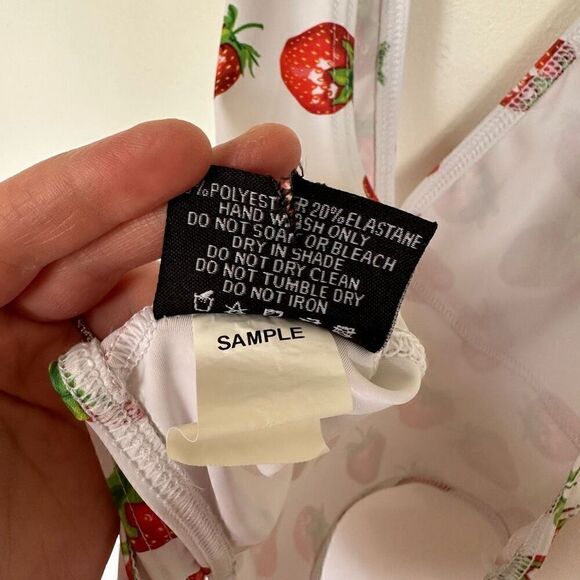 %POLYESTER 20%ELASTANE
HAND WASH ONLY
DO NOT SOAK OR BLEACH
DRY IN SHADE
DO NOT DRY CLEAN
DO NOT TUMBLE DRY
DO NOT IRON
SAMPLE